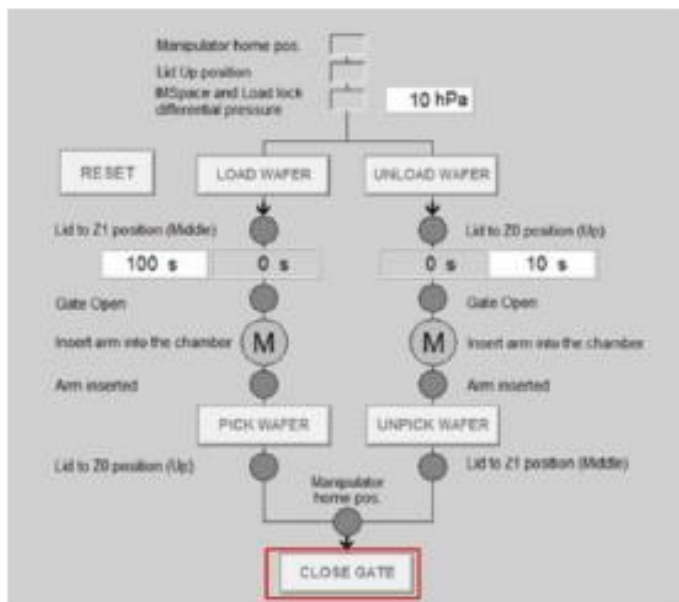 Manipulator home pos.
Lid Up position
IMSpace and Load lock
differential pressure
10 hPa
RESET
LOAD WAFER
UNLOAD WAFER
Lid to Z1 position (Middle)
Lid to Z0 position (Up)
100 s
0 s
0 s
10 s
Gate Open
Gate Open
Insert arm into the chamber
M
M
Insert arm into the chamber
Arm inserted
Arm inserted
PICK WAFER
UNPICK WAFER
Lid to Z0 position (Up)
Lid to Z1 position (Middle)
Manipulator
home pos.
CLOSE GATE